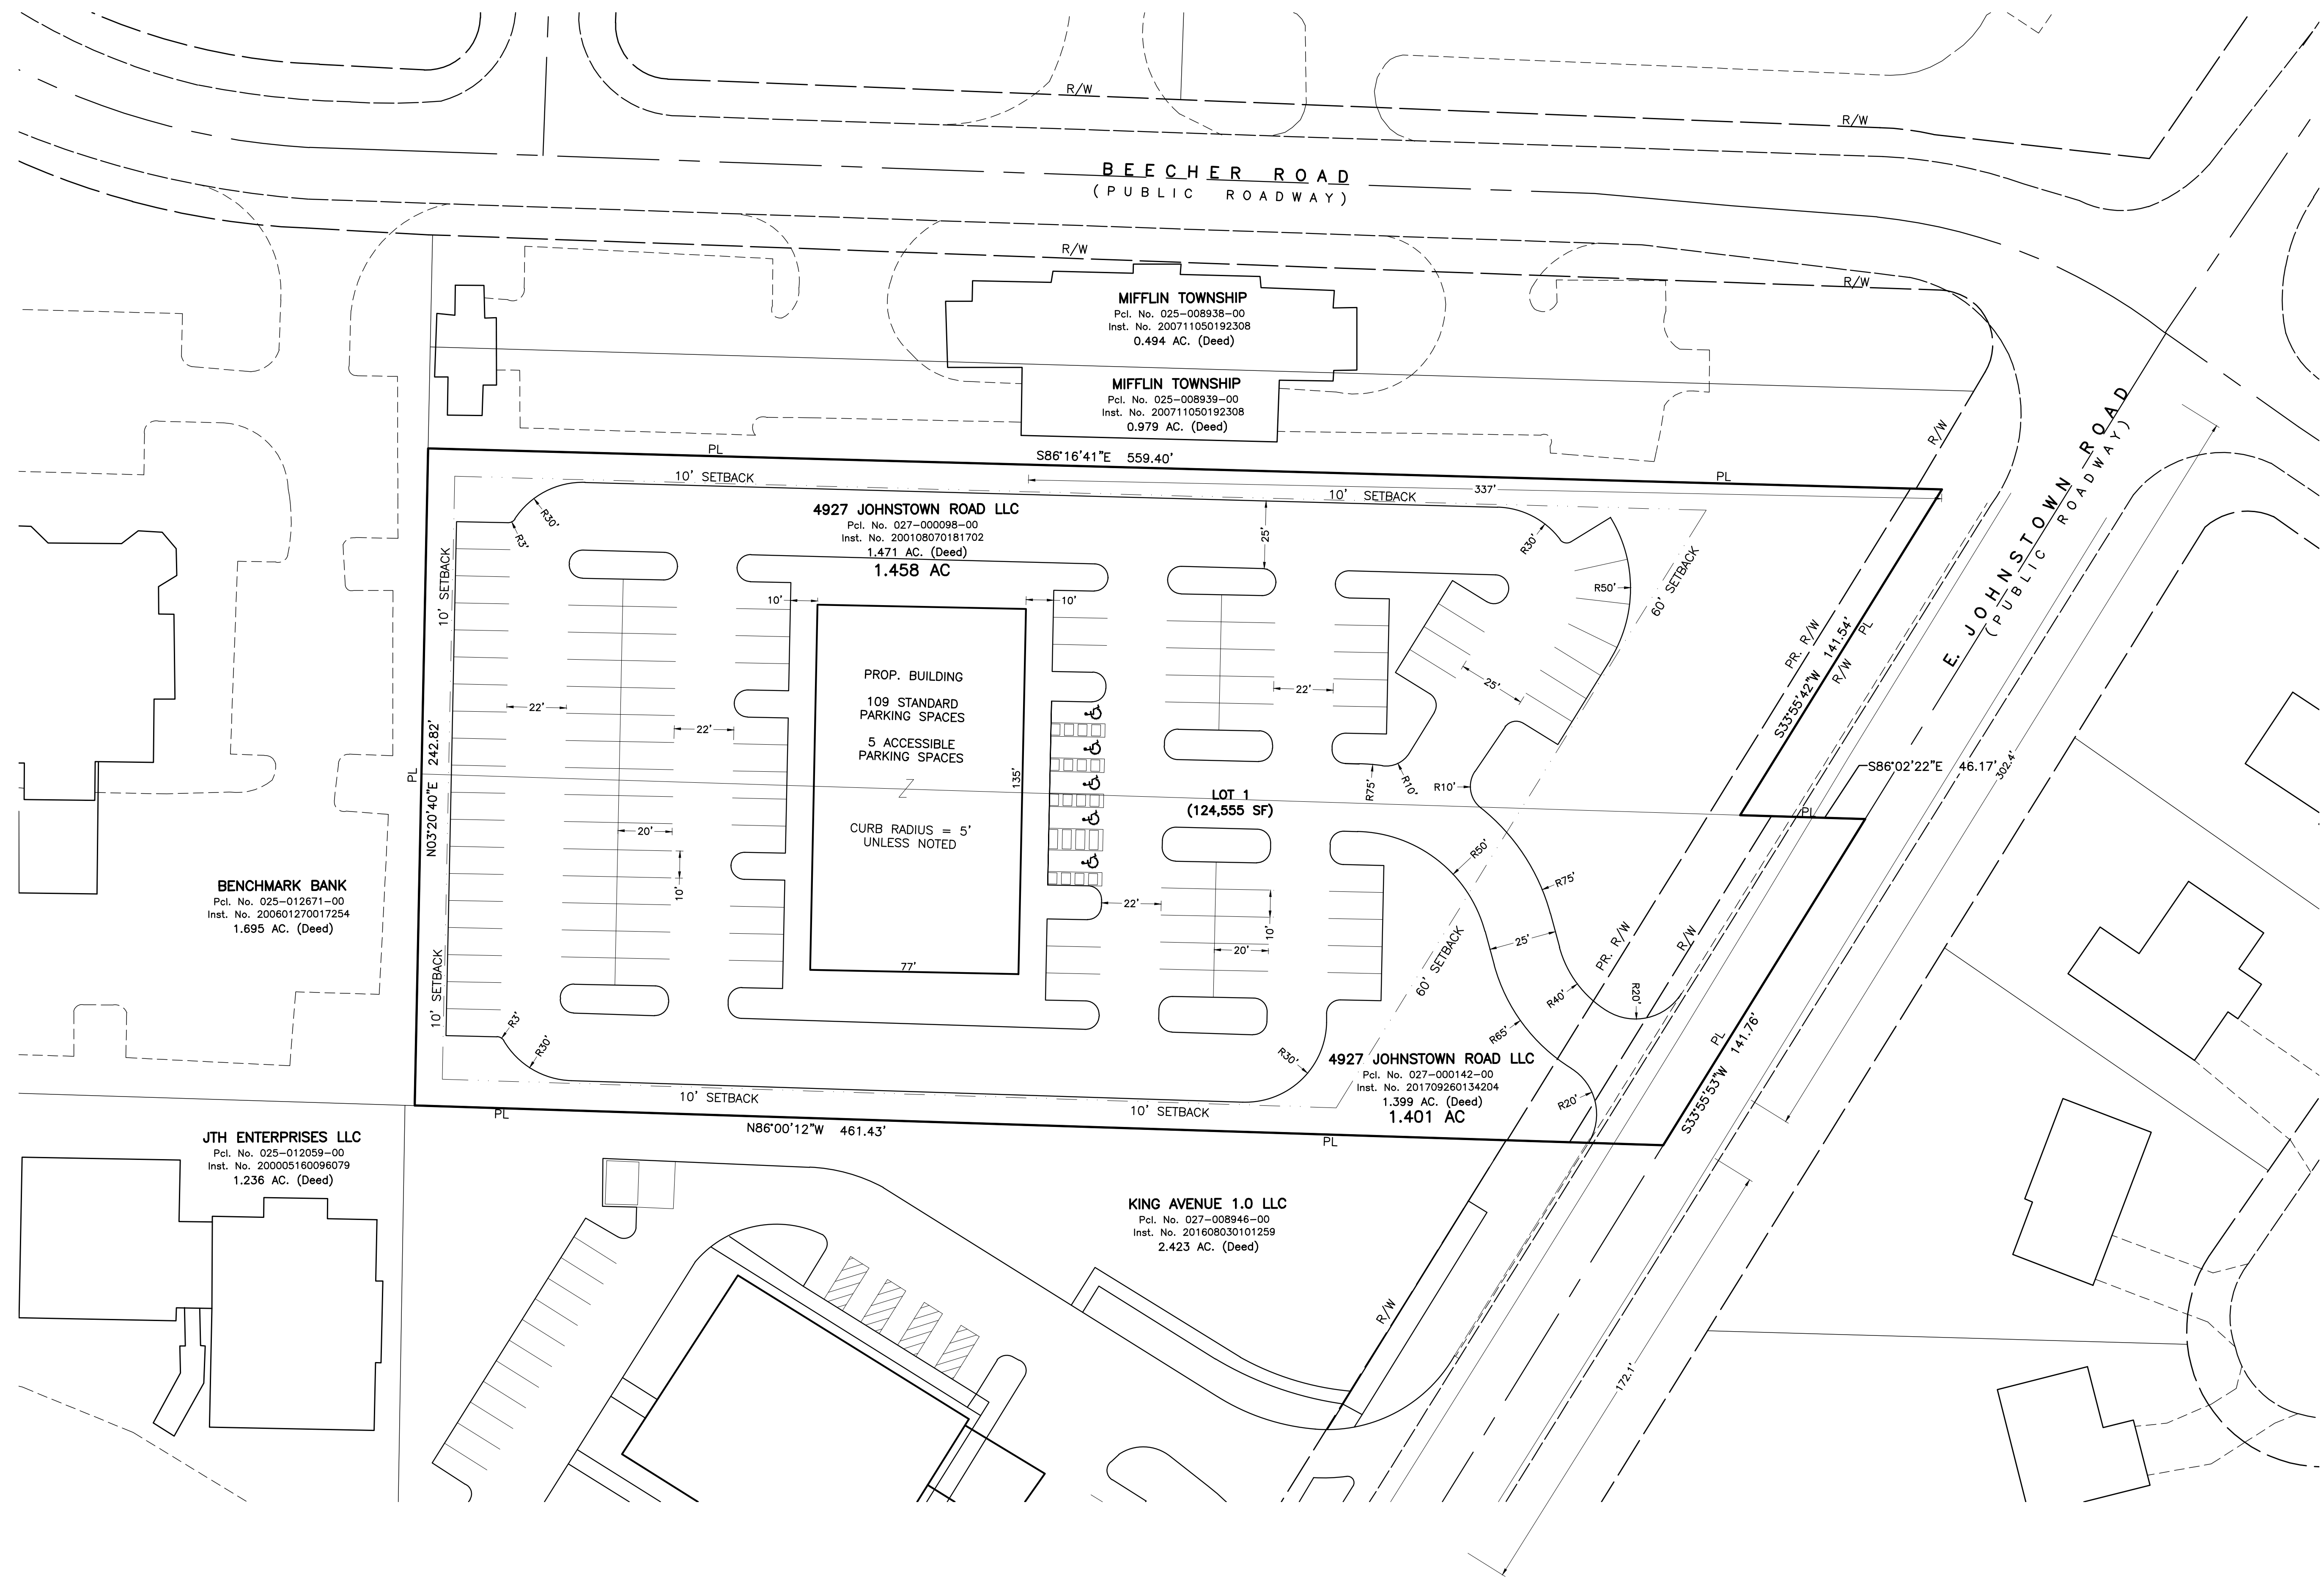 R/W
R/W
BEECHER ROAD
(PUBLIC ROADWAY)
R/W
R/W
MIFFLIN TOWNSHIP
Pcl. No. 025-008938-00
Inst. No. 200711050192308
0.494 AC. (Deed)
MIFFLIN TOWNSHIP
Pcl. No. 025-008939-00
Inst. No. 200711050192308
0.979 AC. (Deed)
R/W
E. JOHNSTOWN ROAD
(PUBLIC ROADWAY)
PL
S86°16'41"E 559.40'
PL
10' SETBACK
337'
10' SETBACK
R30'
R3'
4927 JOHNSTOWN ROAD LLC
Pcl. No. 027-000098-00
Inst. No. 200108070181702
1.471 AC. (Deed)
1.458 AC
25'
R30'
R50'
60' SETBACK
10' SETBACK
10'
10'
PROP. BUILDING
109 STANDARD
PARKING SPACES
5 ACCESSIBLE
PARKING SPACES
CURB RADIUS = 5'
UNLESS NOTED
135'
77'
22'
22'
22'
25'
PR. R/W
S33°55'42"W 141.54'
PL
R/W
S86°02'22"E 46.17'
302.4'
PL
N03°20'40"E 242.82'
PL
20'
10'
LOT 1
(124,555 SF)
R75'
R10'
R10'
R50'
R75'
22'
10'
20'
25'
60' SETBACK
PR. R/W
R/W
R40'
R20'
R65'
R20'
BENCHMARK BANK
Pcl. No. 025-012671-00
Inst. No. 200601270017254
1.695 AC. (Deed)
10' SETBACK
R3'
R30'
R30'
4927 JOHNSTOWN ROAD LLC
Pcl. No. 027-000142-00
Inst. No. 201709260134204
1.399 AC. (Deed)
1.401 AC
PL
S33°55'53"W 141.76'
10' SETBACK
10' SETBACK
PL
N86°00'12"W 461.43'
PL
JTH ENTERPRISES LLC
Pcl. No. 025-012059-00
Inst. No. 200005160096079
1.236 AC. (Deed)
KING AVENUE 1.0 LLC
Pcl. No. 027-008946-00
Inst. No. 201608030101259
2.423 AC. (Deed)
R/W
172.1'